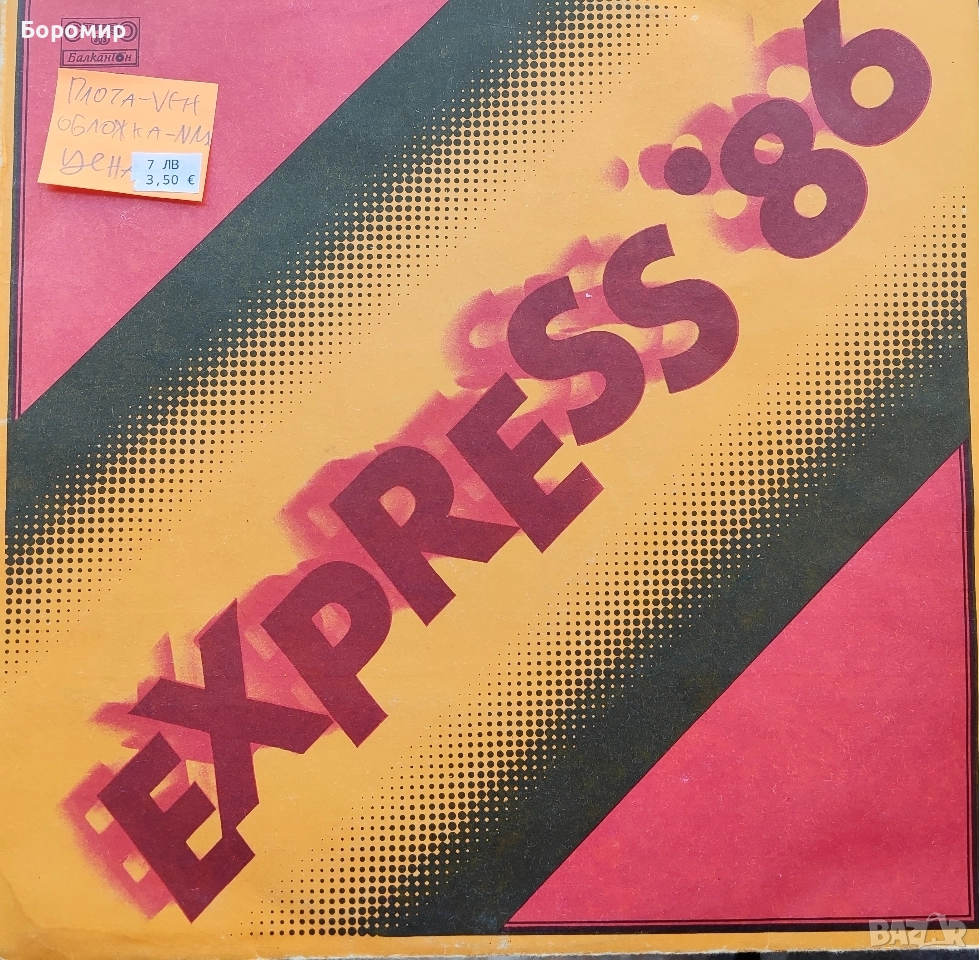 Боромир
Балкантон
ПЛОЧА-VG+
ОБЛОЖКА-NM
ЦЕНА
7 ЛВ
3,50 €
EXPRESS '86
BAZAR